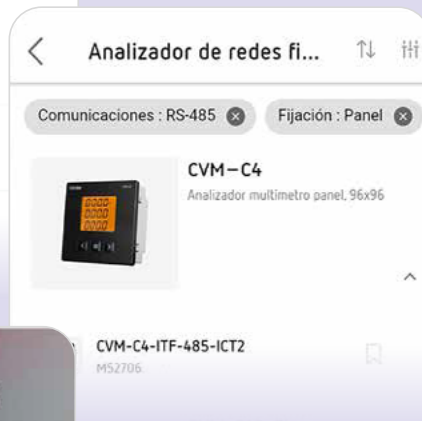 Analizador de redes fi...
Comunicaciones : RS-485
Fijación : Panel
CVM-C4
Analizador multimetro panel, 96x96
CVM-C4-ITF-485-ICT2
M52706.